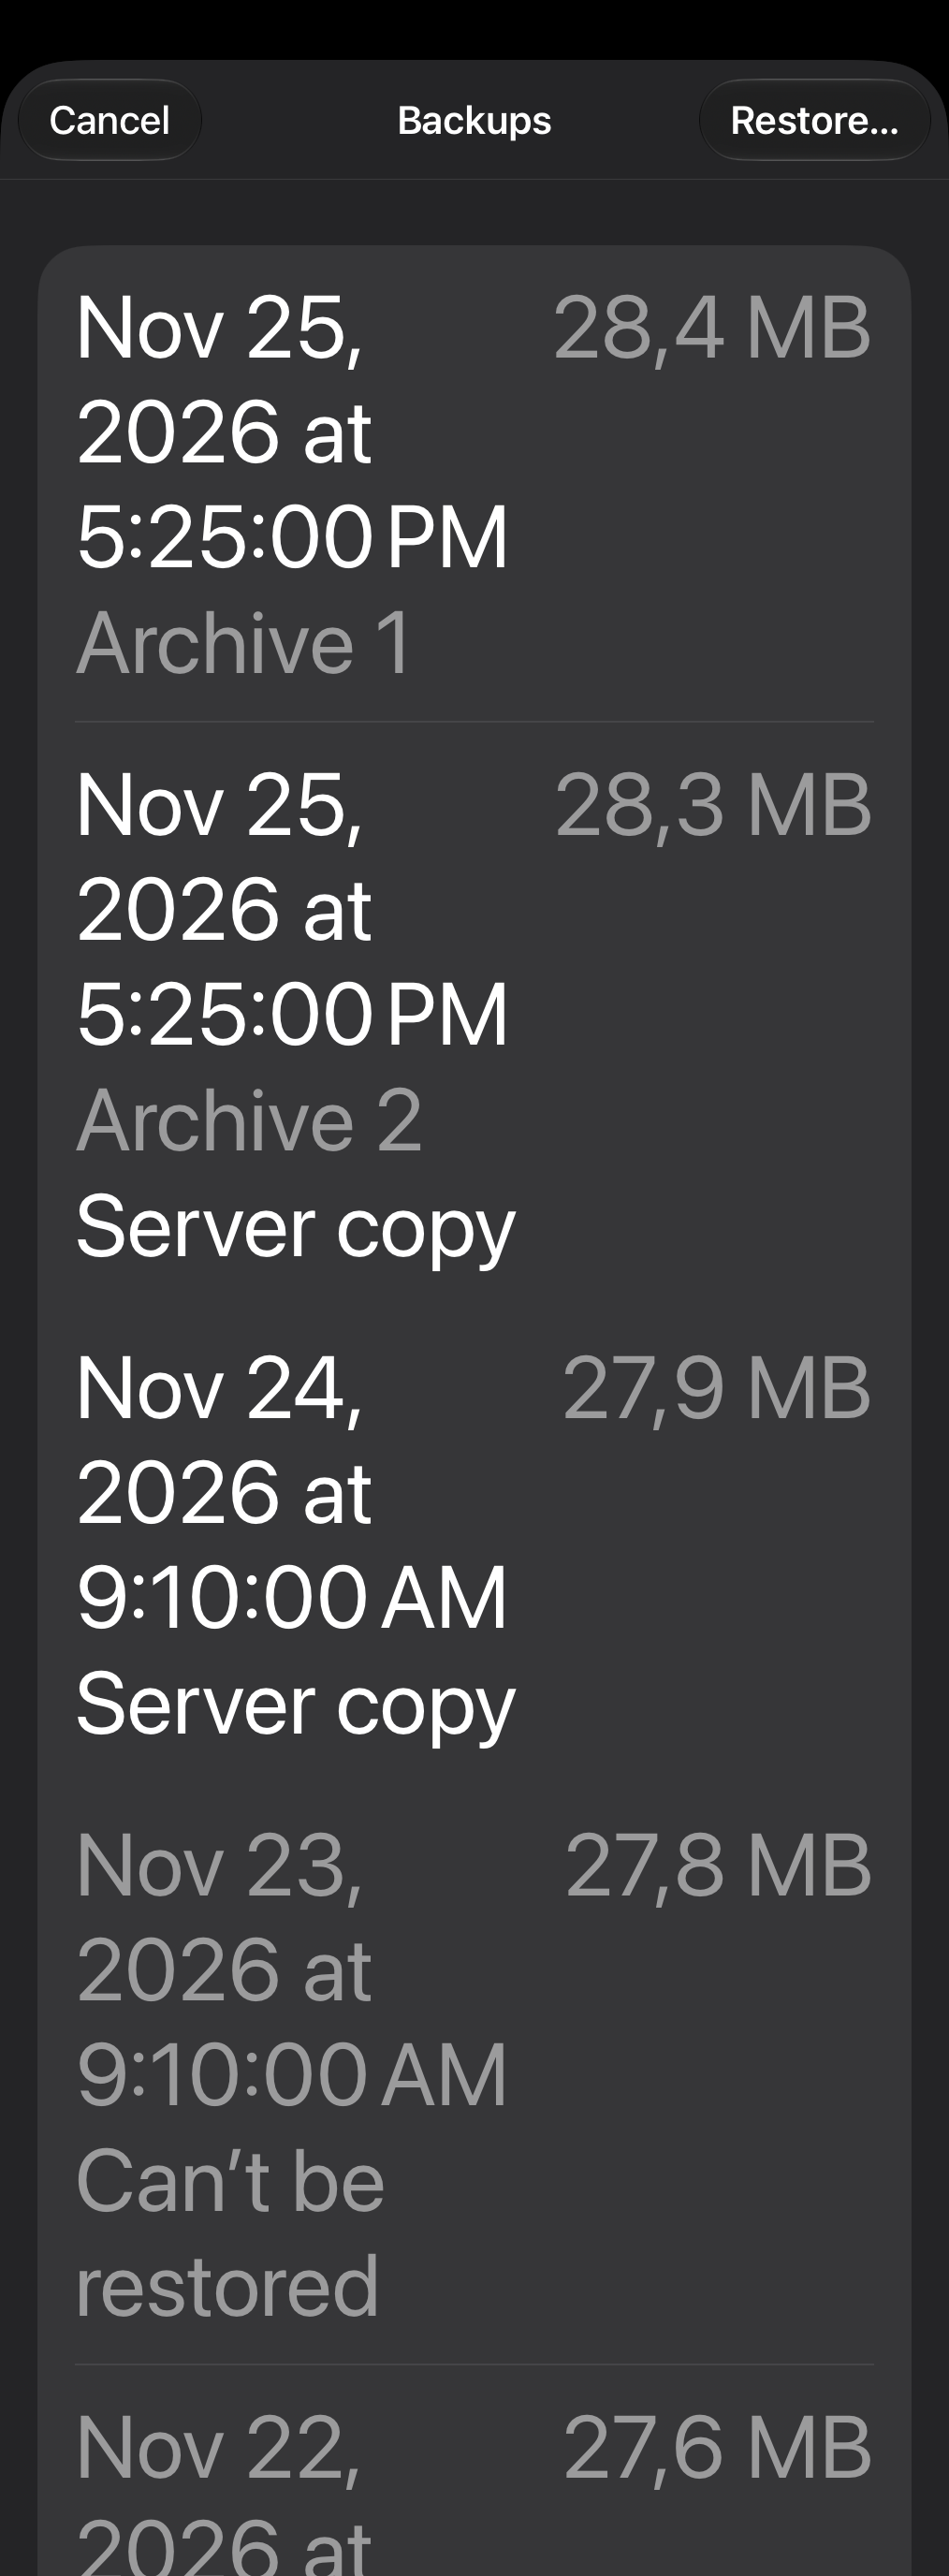 Cancel
Backups
Restore...
Nov 25, 28,4 MB
2026 at
5:25:00 PM
Archive 1
Nov 25, 28,3 MB
2026 at
5:25:00 PM
Archive 2
Server copy
Nov 24, 27,9 MB
2026 at
9:10:00 AM
Server copy
Nov 23, 27,8 MB
2026 at
9:10:00 AM
Can’t be
restored
Nov 22, 27,6 MB
2026 at